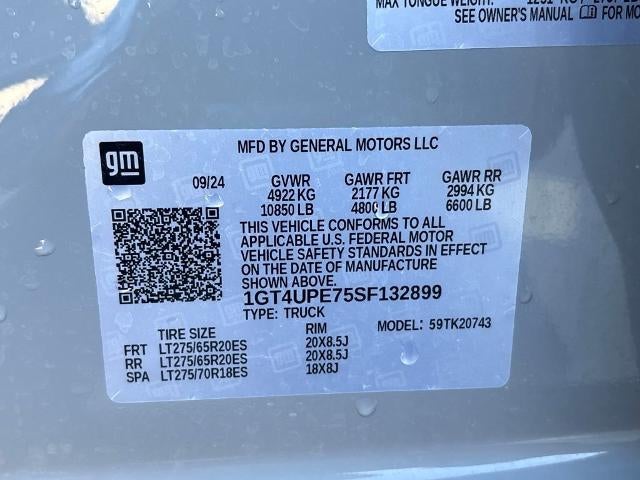 MAX TONGUE WEIGHT:
SEE OWNER'S MANUAL FOR MO
gm
MFD BY GENERAL MOTORS LLC
09/24 GVWR GAWR FRT GAWR RR
4922 KG 2177 KG 2994 KG
10850 LB 4800 LB 6600 LB
THIS VEHICLE CONFORMS TO ALL
APPLICABLE U.S. FEDERAL MOTOR
VEHICLE SAFETY STANDARDS IN EFFECT
ON THE DATE OF MANUFACTURE
SHOWN ABOVE.
1GT4UPE75SF132899
TYPE: TRUCK
TIRE SIZE RIM MODEL: 59TK20743
FRT LT275/65R20ES 20X8.5J
RR LT275/65R20ES 20X8.5J
SPA LT275/70R18ES 18X8J